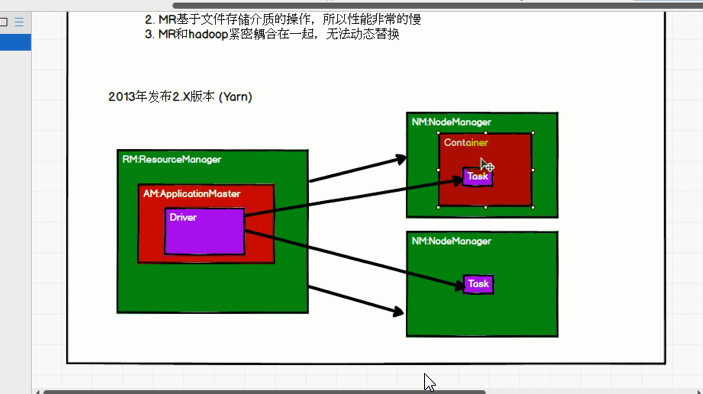 2. MR基于文件存储介质的操作，所以性能非常的慢
3. MR和hadoop紧密耦合在一起，无法动态替换
2013年发布2.X版本 (Yarn)
NM:NodeManager
Container
Task
RM:ResourceManager
AM:ApplicationMaster
Driver
NM:NodeManager
Task